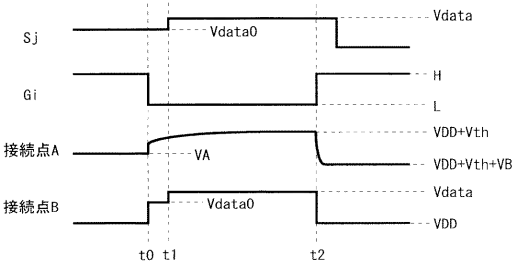 Vdata
Sj
Vdata0
H
Gi
L
VDD+Vth
接続点A
VA
VDD+Vth+VB
Vdata
接続点B
Vdata0
VDD
t0 t1 t2